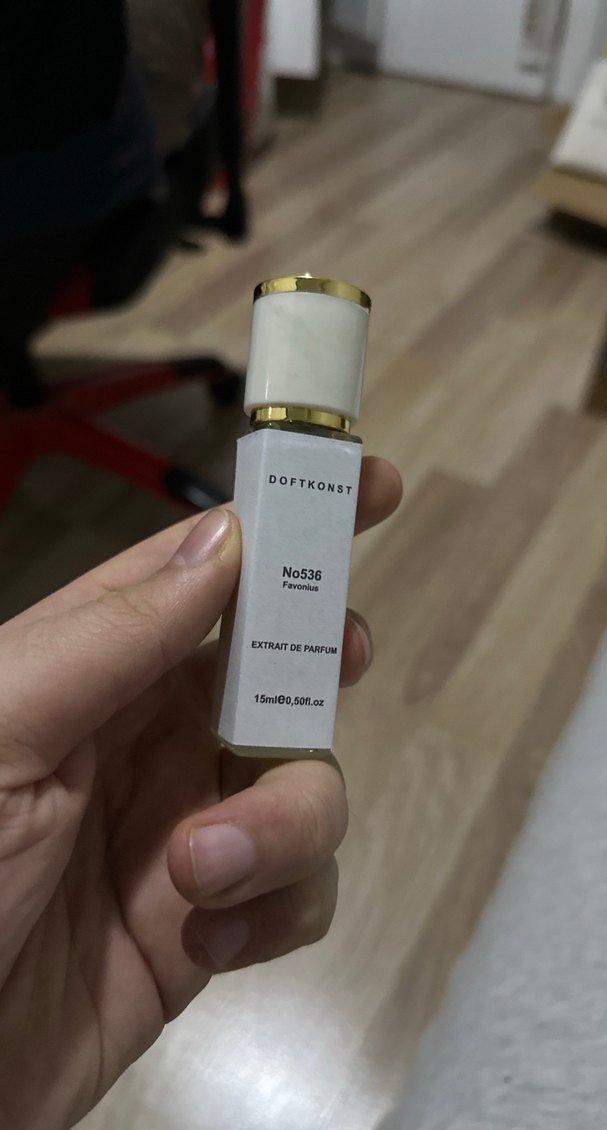 DOFTKONST
No536
Favonius
EXTRAIT DE PARFUM
15ml℮0,50fl.oz